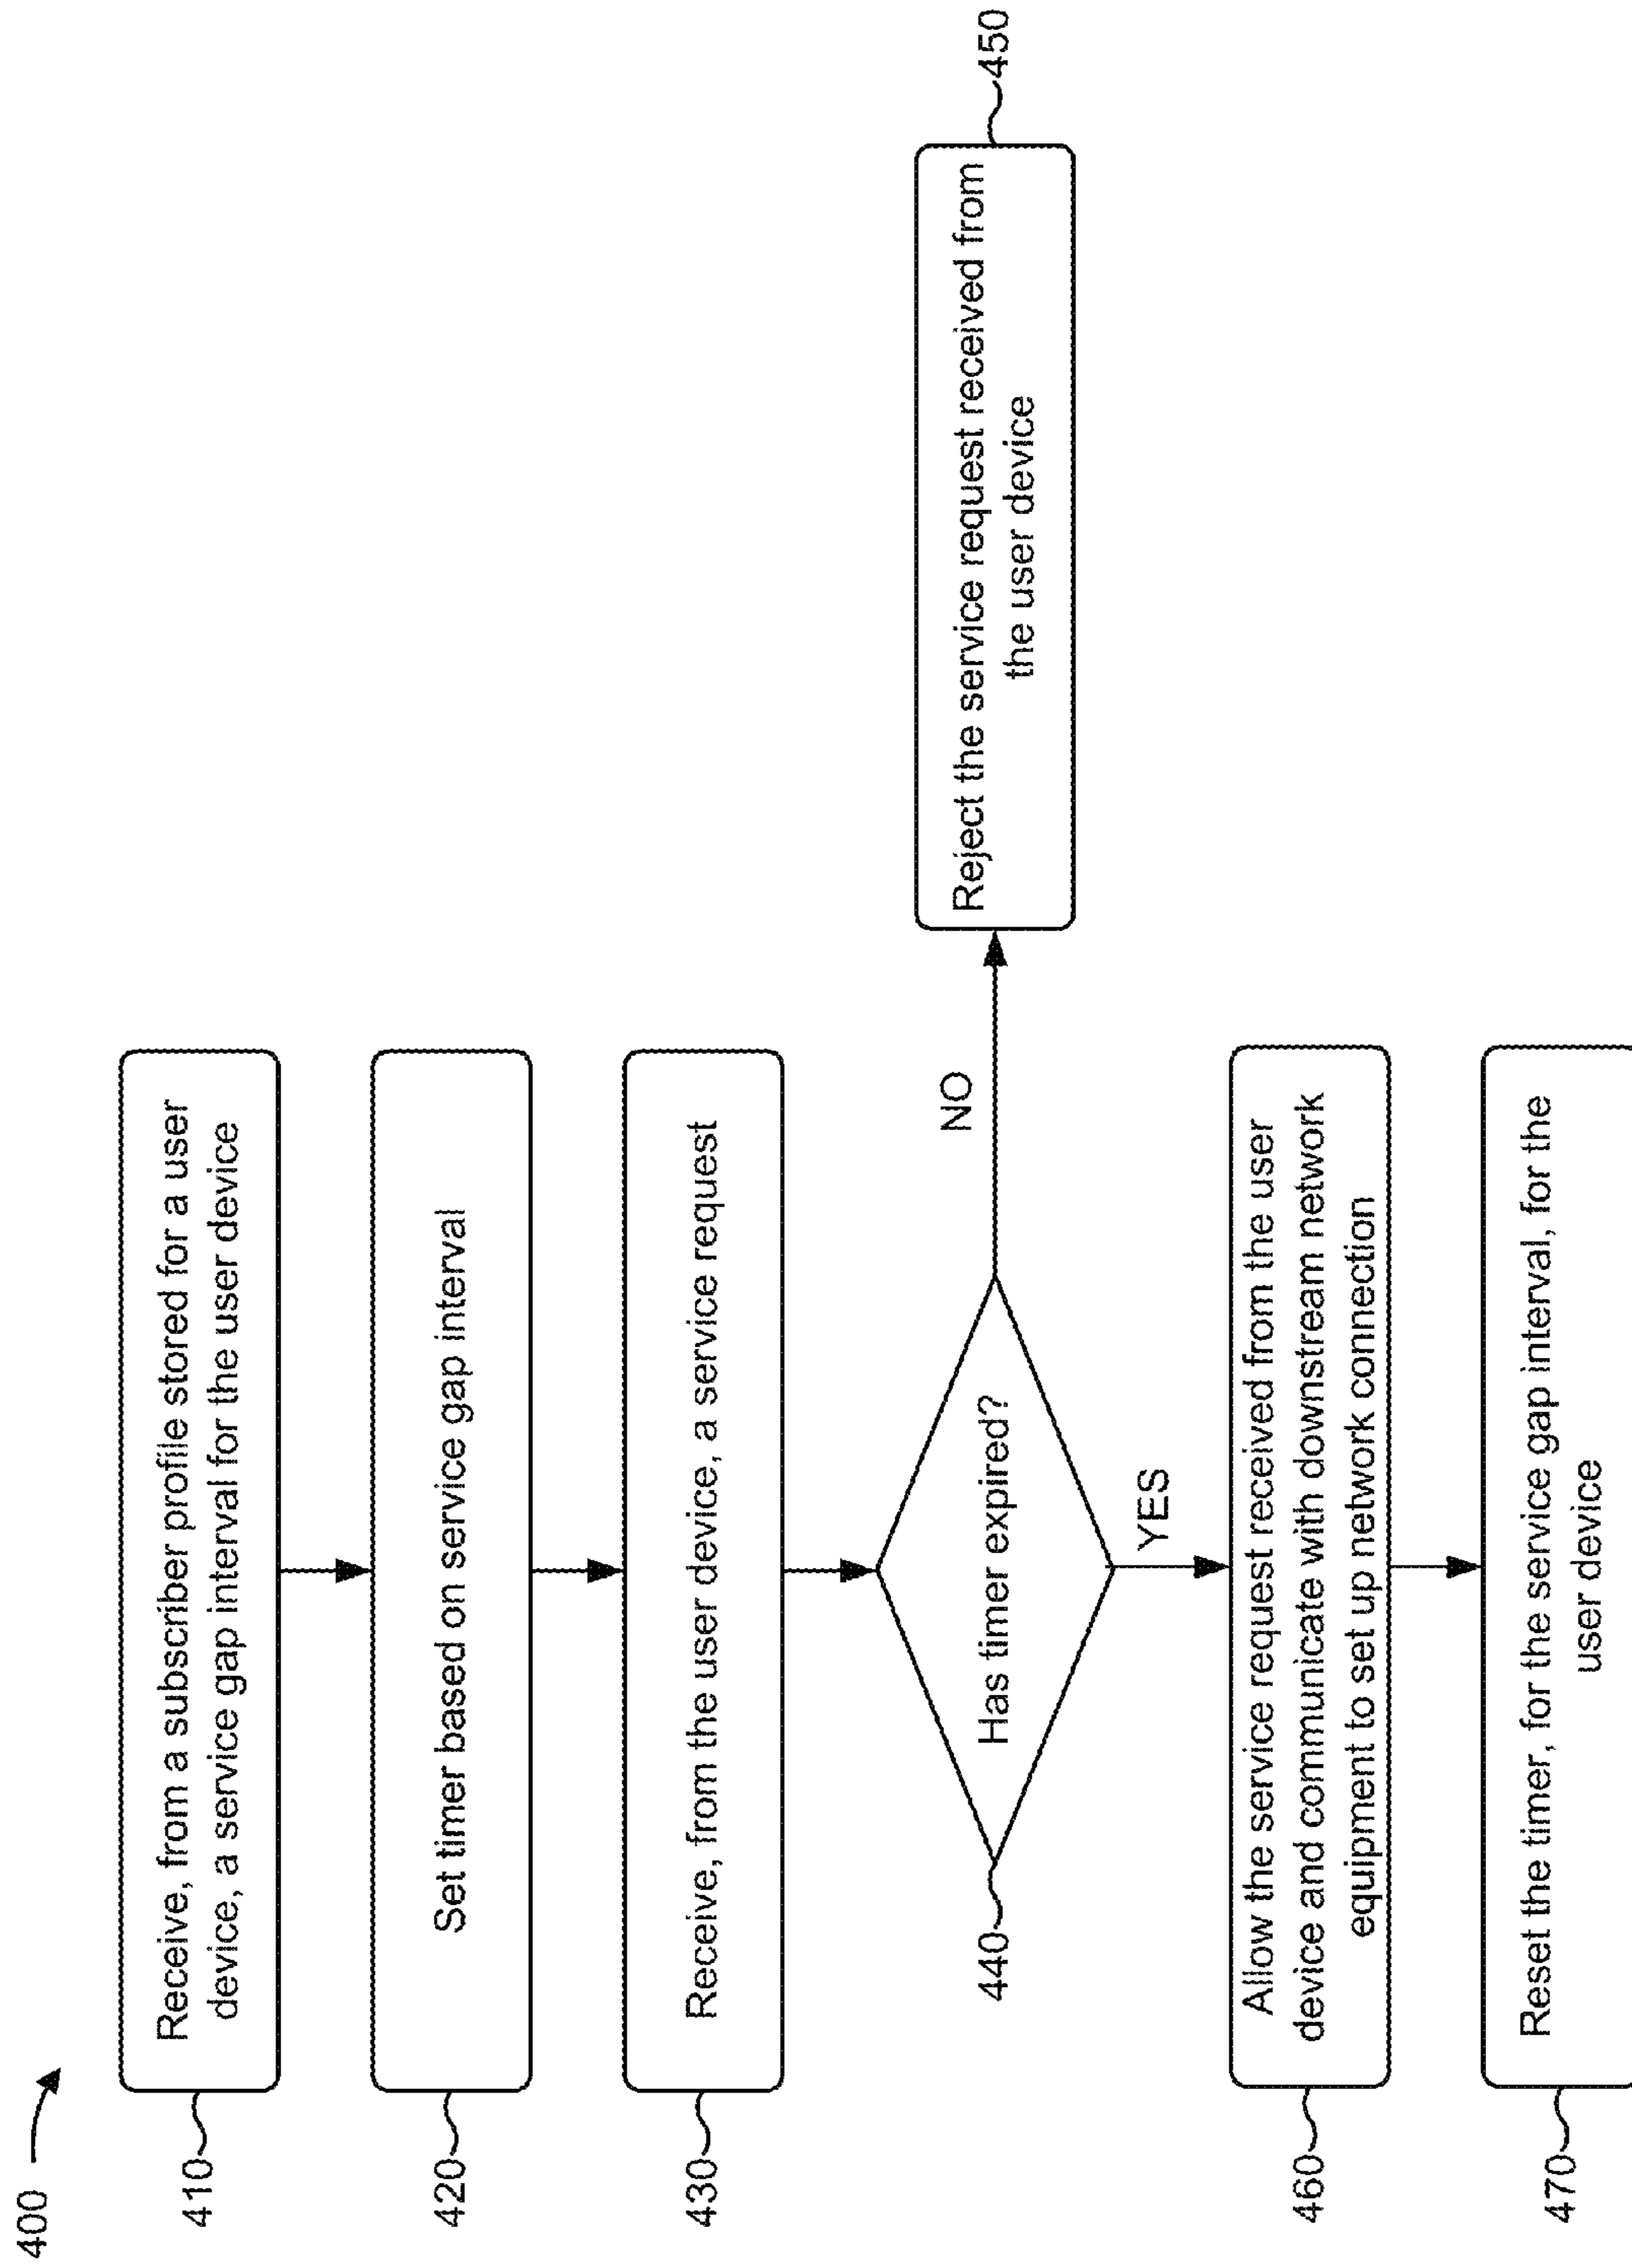 400
410
Receive, from a subscriber profile stored for a user
device, a service gap interval for the user device
420
Set timer based on service gap interval
430
Receive, from the user device, a service request
440
Has timer expired?
NO
Reject the service request received from
the user device
450
YES
460
Allow the service request received from the user
device and communicate with downstream network
equipment to set up network connection
470
Reset the timer, for the service gap interval, for the
user device